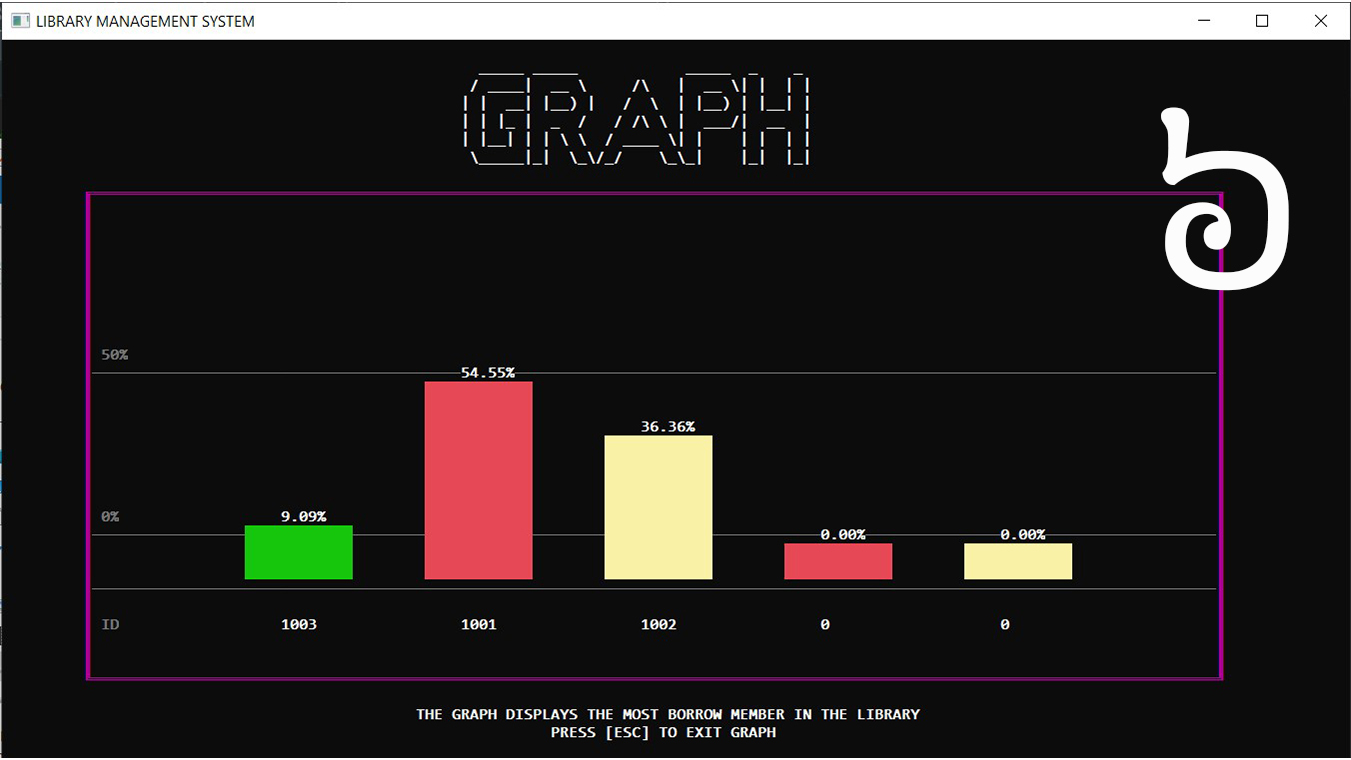 LIBRARY MANAGEMENT SYSTEM
GRAPH
៦
50%
54.55%
36.36%
0% 9.09%
0.00% 0.00%
ID 1003 1001 1002 0 0
THE GRAPH DISPLAYS THE MOST BORROW MEMBER IN THE LIBRARY
PRESS [ESC] TO EXIT GRAPH